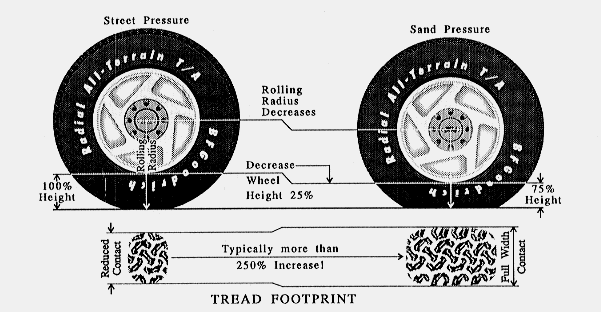 Street Pressure
Sand Pressure
Radial All-Terrain T/A
BFGoodrich
Radial All-Terrain T/A
BFGoodrich
Rolling
Radius
Rolling
Radius
Decreases
100%
Height
Decrease
Wheel
Height 25%
75%
Height
Reduced
Contact
Typically more than
250% Increase!
Full Width
Contact
TREAD FOOTPRINT